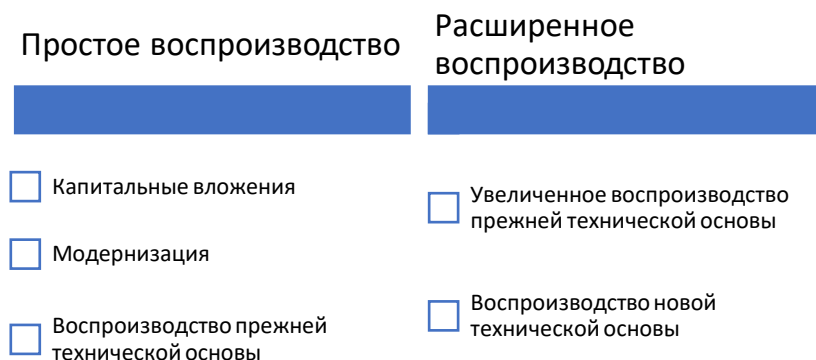 Простое воспроизводство
Капитальные вложения
Модернизация
Воспроизводство прежней
технической основы
Расширенное
воспроизводство
Увеличенное воспроизводство
прежней технической основы
Воспроизводство новой
технической основы